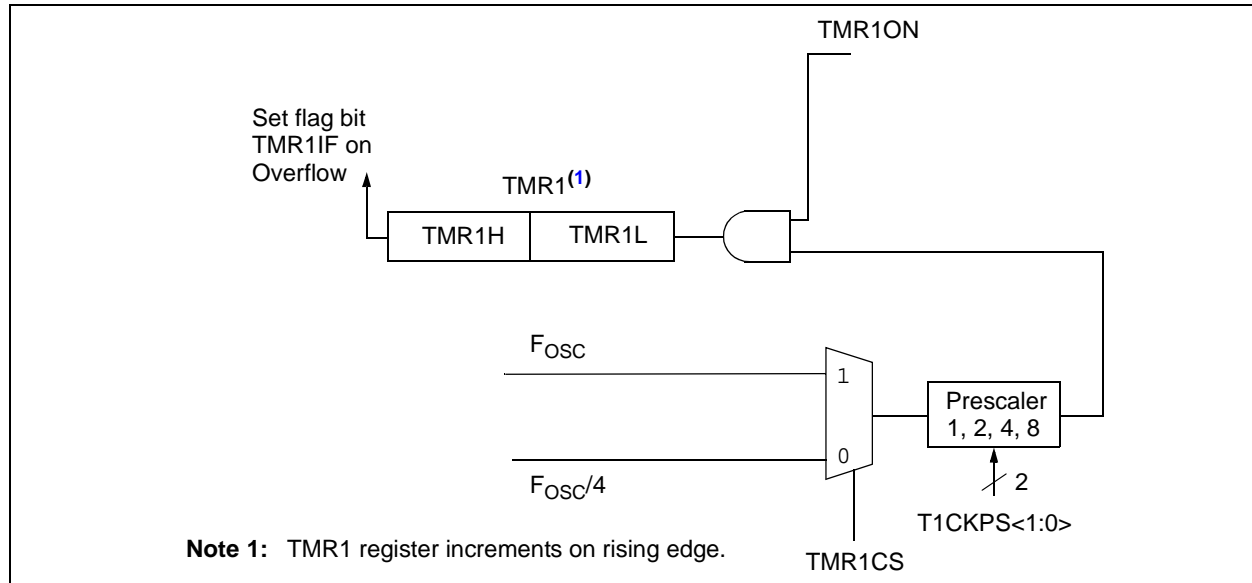 TMR1ON
Set flag bit
TMR1IF on
Overflow
TMR1(1)
TMR1H
TMR1L
FOSC
1
Prescaler
1, 2, 4, 8
0
FOSC/4
2
T1CKPS<1:0>
Note 1: TMR1 register increments on rising edge.
TMR1CS